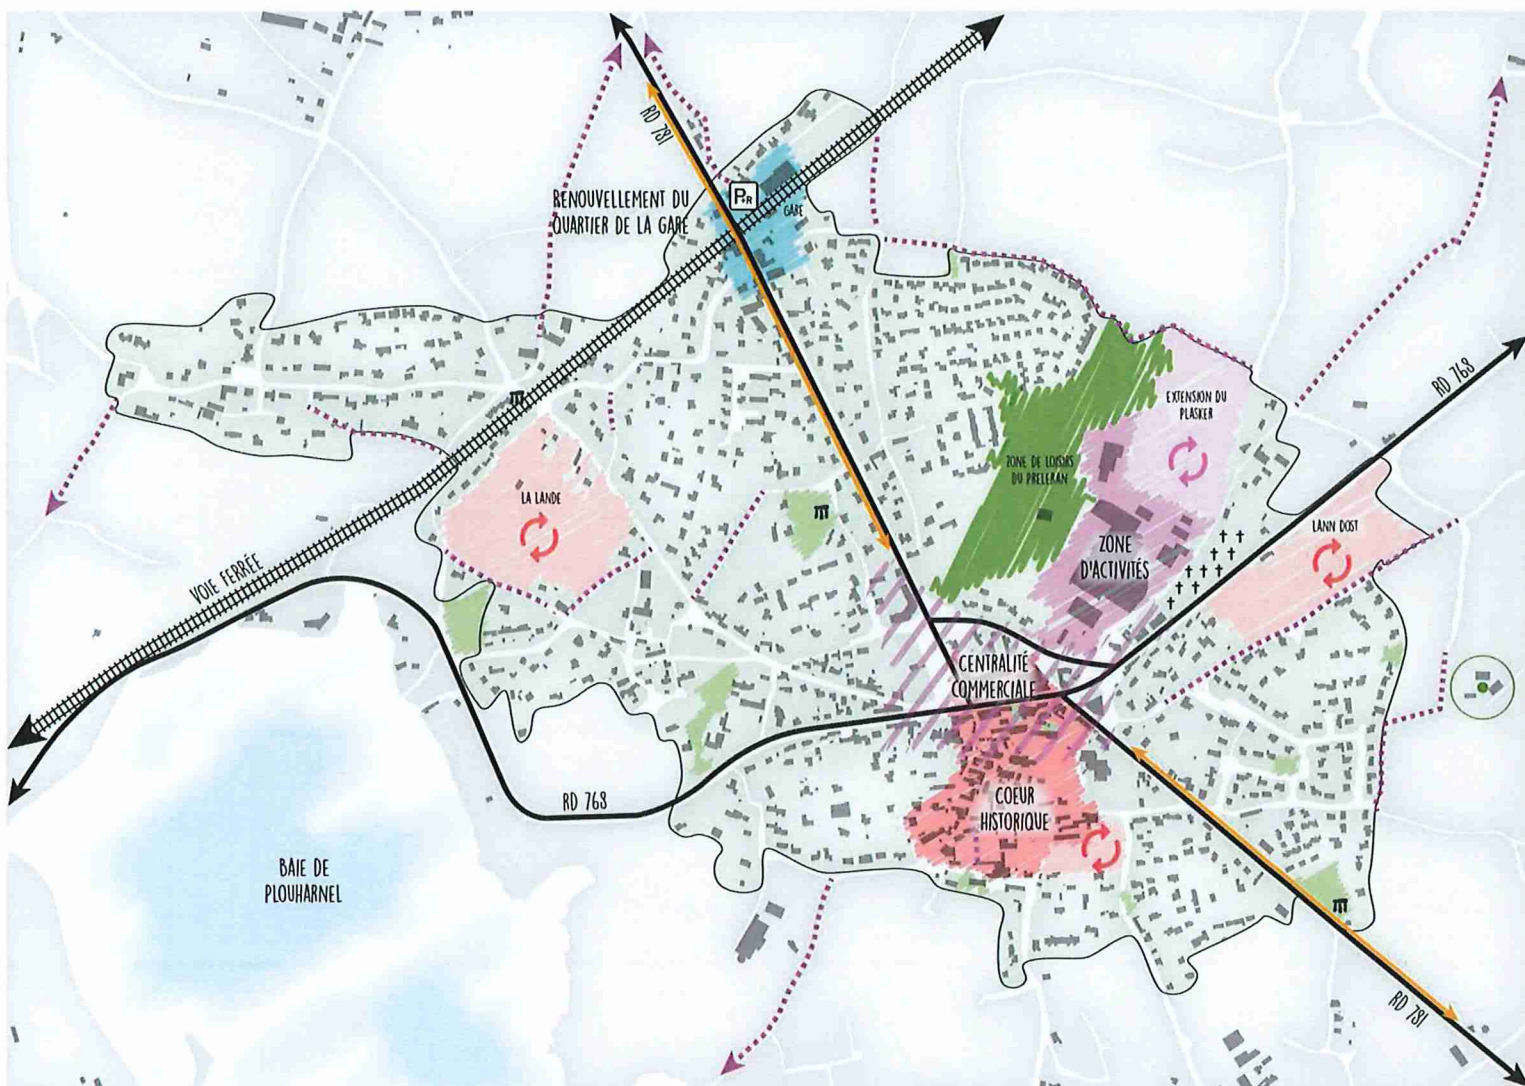 RD 781
RENOUVELLEMENT DU
QUARTIER DE LA GARE
P+R
GARE
RD 768
EXTENSION DU
PLASKER
ZONE DE LOISIRS
DU PRELERAN
LA LANDE
LANN DOST
ZONE
D'ACTIVITÉS
VOIE FERRÉE
CENTRALITÉ
COMMERCIALE
RD 768
COEUR
HISTORIQUE
BAIE DE
PLOUHARNEL
RD 781